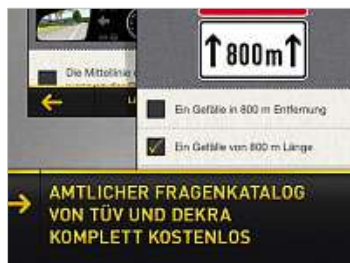 800m
Die Mittellinie
Ein Gefälle in 800 m Entfernung
Ein Gefälle von 800 m Länge
AMTLICHER FRAGENKATALOG
VON TÜV UND DEKRA
KOMPLETT KOSTENLOS